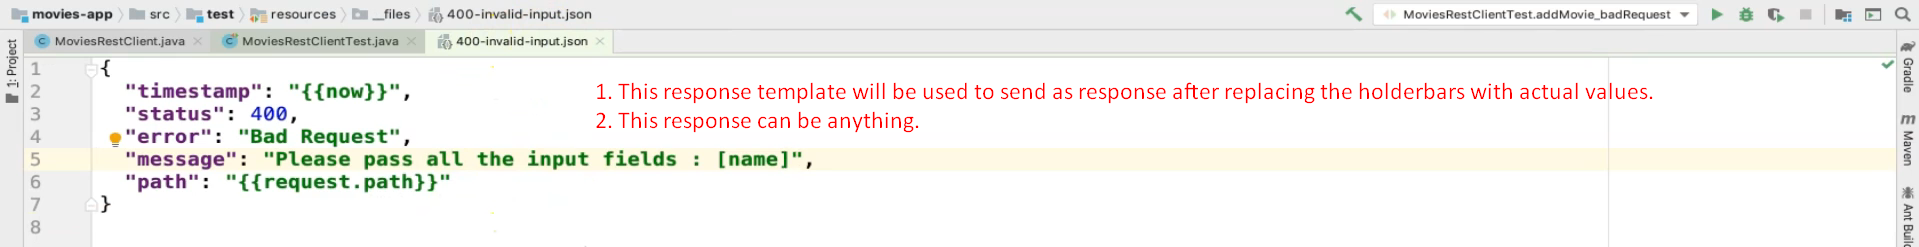 movies-app src test resources __files 400-invalid-input.json MoviesRestClientTest.addMovie_badRequest
MoviesRestClient.java MoviesRestClientTest.java 400-invalid-input.json
1: Project
1 {
2 "timestamp": "{{now}}",
3 "status": 400,
4 "error": "Bad Request",
5 "message": "Please pass all the input fields : [name]",
6 "path": "{{request.path}}"
7 }
8
1. This response template will be used to send as response after replacing the holderbars with actual values.
2. This response can be anything.
Gradle
m Maven
Ant Build